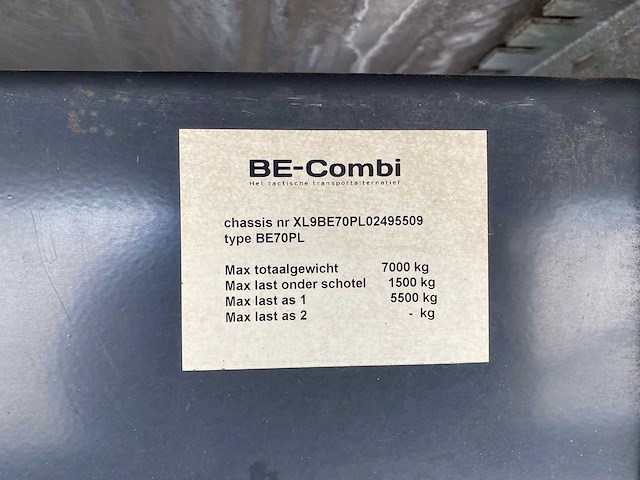 BE-Combi
Het tactische transportalternatief
chassis nr XL9BE70PL02495509
type BE70PL
Max totaalgewicht 7000 kg
Max last onder schotel 1500 kg
Max last as 1 5500 kg
Max last as 2 - kg